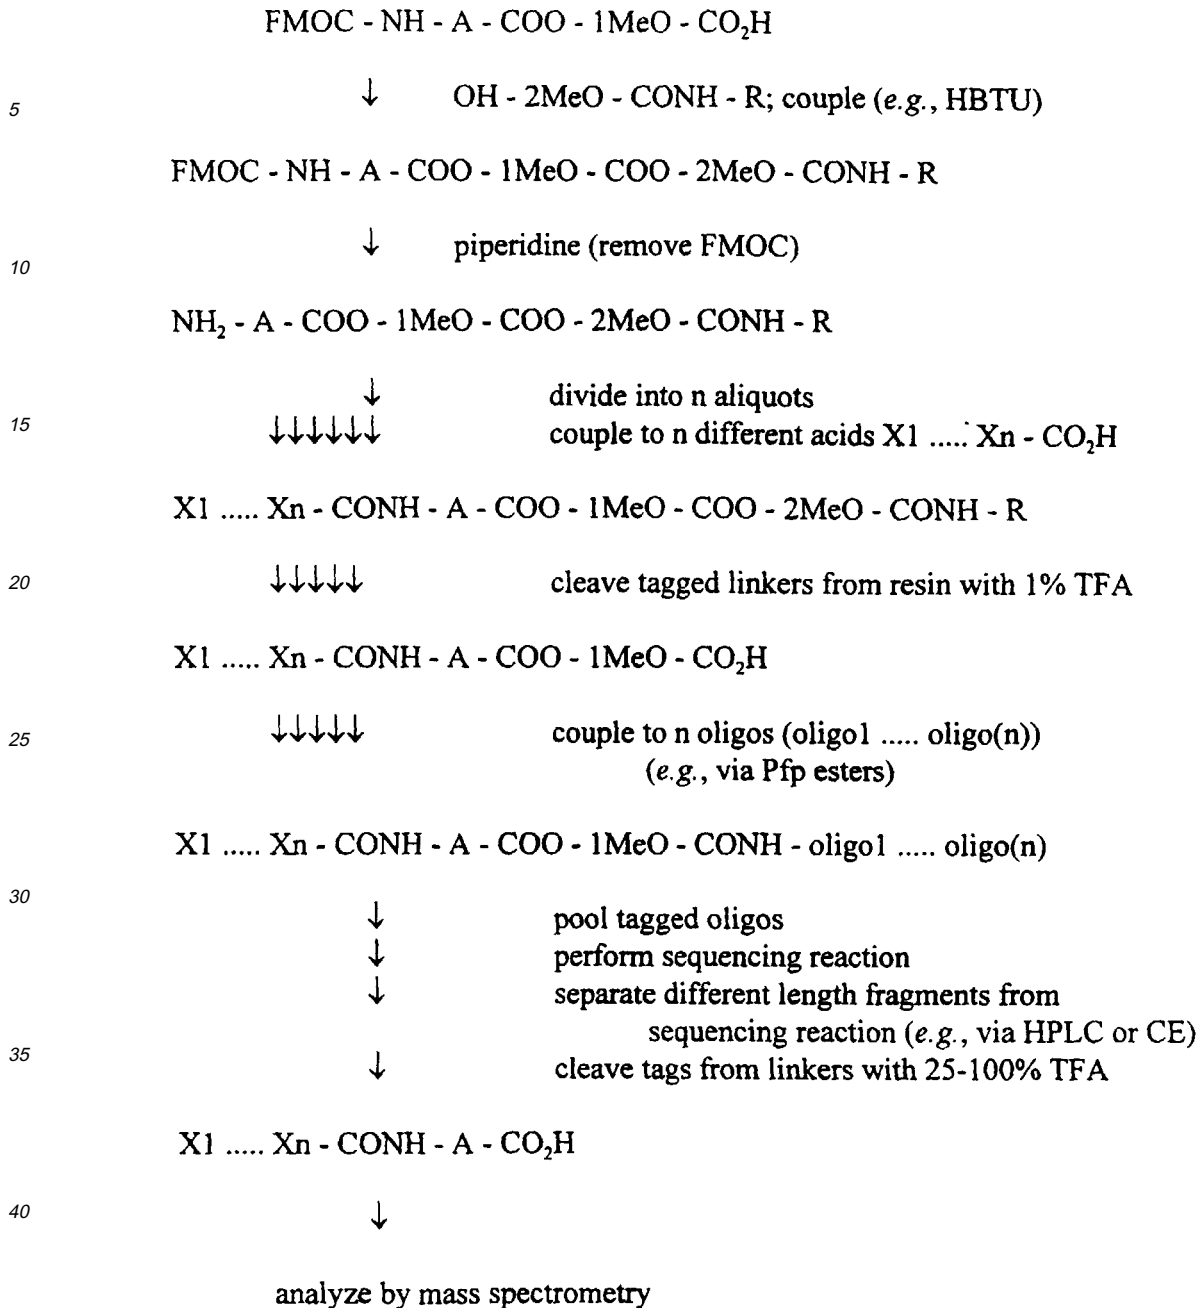 FMOC - NH - A - COO - 1MeO - CO₂H
5 ↓ OH - 2MeO - CONH - R; couple (e.g., HBTU)
FMOC - NH - A - COO - 1MeO - COO - 2MeO - CONH - R
↓ piperidine (remove FMOC)
10
NH₂ - A - COO - 1MeO - COO - 2MeO - CONH - R
↓ divide into n aliquots
15 ↓↓↓↓↓↓ couple to n different acids X1 ..... Xn - CO₂H
X1 ..... Xn - CONH - A - COO - 1MeO - COO - 2MeO - CONH - R
20 ↓↓↓↓↓ cleave tagged linkers from resin with 1% TFA
X1 ..... Xn - CONH - A - COO - 1MeO - CO₂H
25 ↓↓↓↓↓ couple to n oligos (oligo1 ..... oligo(n))
(e.g., via Pfp esters)
X1 ..... Xn - CONH - A - COO - 1MeO - CONH - oligo1 ..... oligo(n)
30
↓ pool tagged oligos
↓ perform sequencing reaction
↓ separate different length fragments from
sequencing reaction (e.g., via HPLC or CE)
35 ↓ cleave tags from linkers with 25-100% TFA
X1 ..... Xn - CONH - A - CO₂H
40 ↓
analyze by mass spectrometry